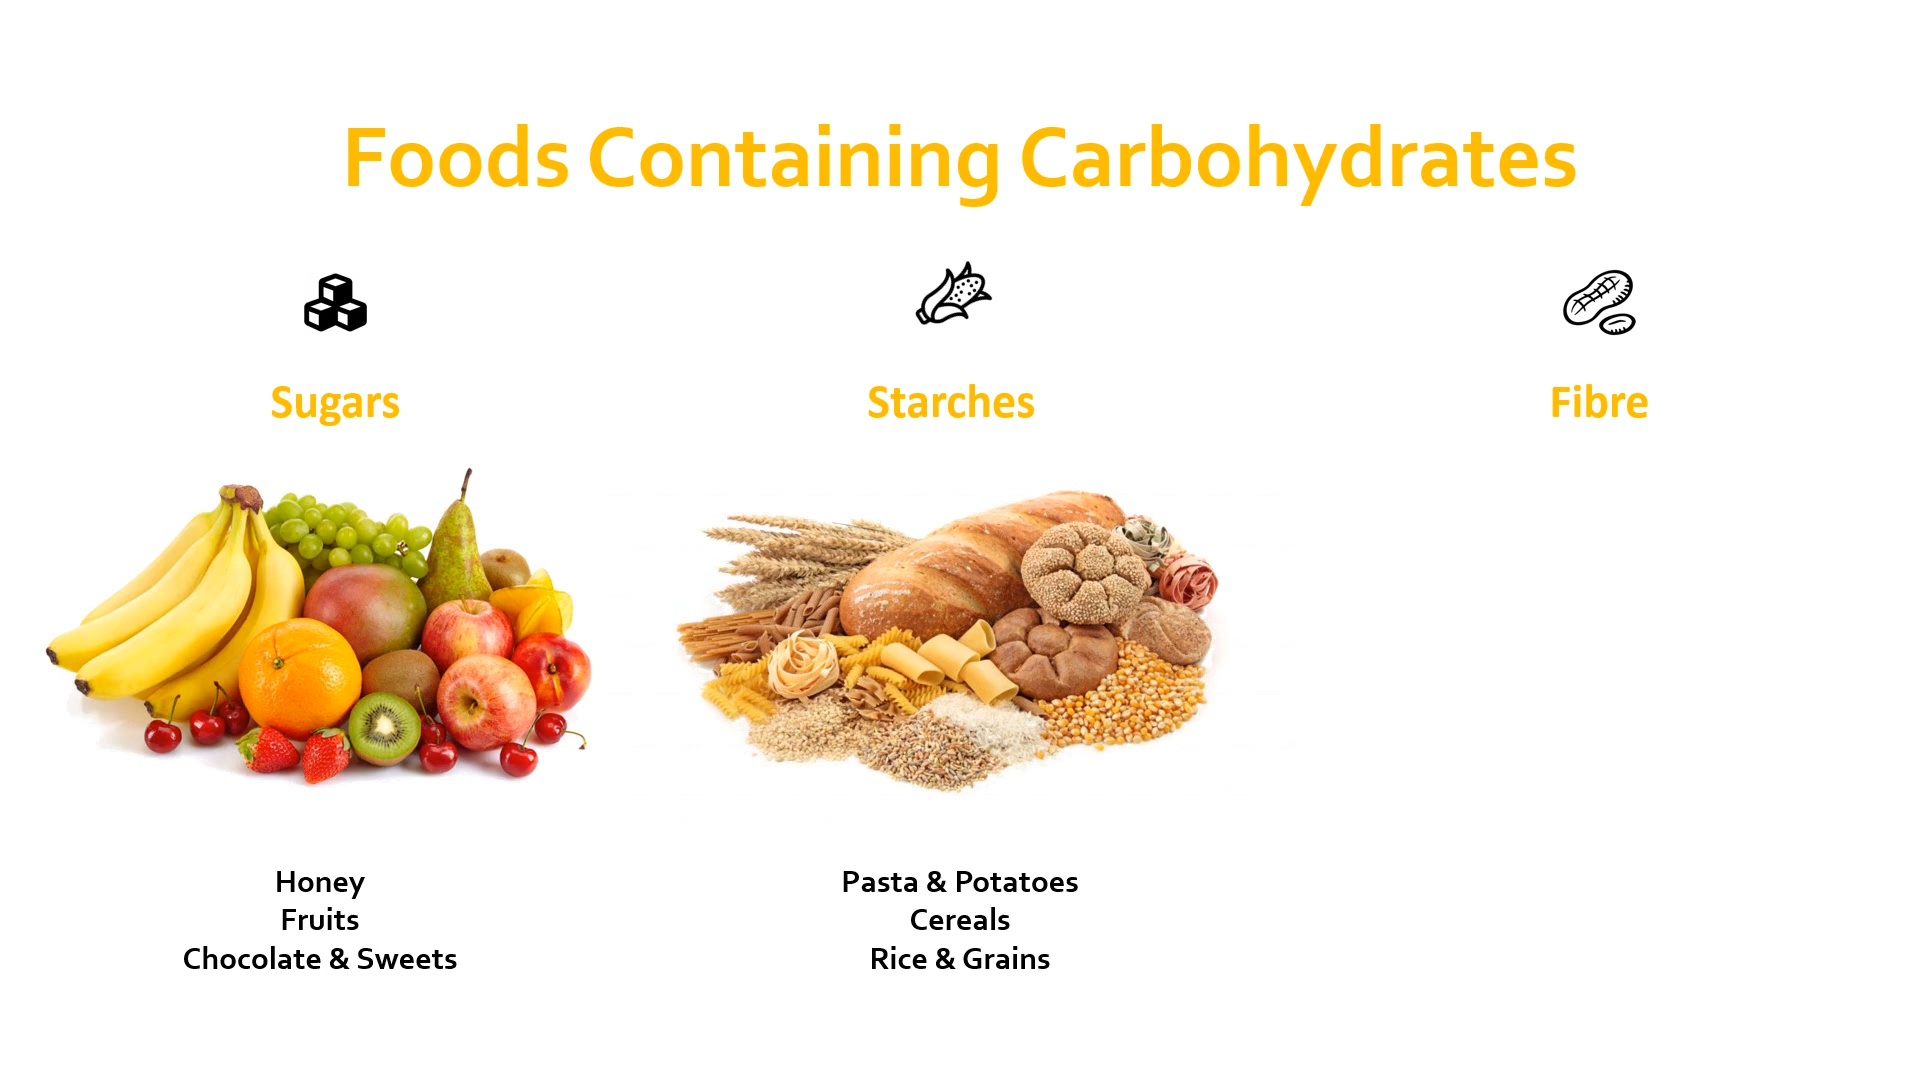 Foods Containing Carbohydrates
Sugars
Starches
Fibre
Honey
Fruits
Chocolate & Sweets
Pasta & Potatoes
Cereals
Rice & Grains